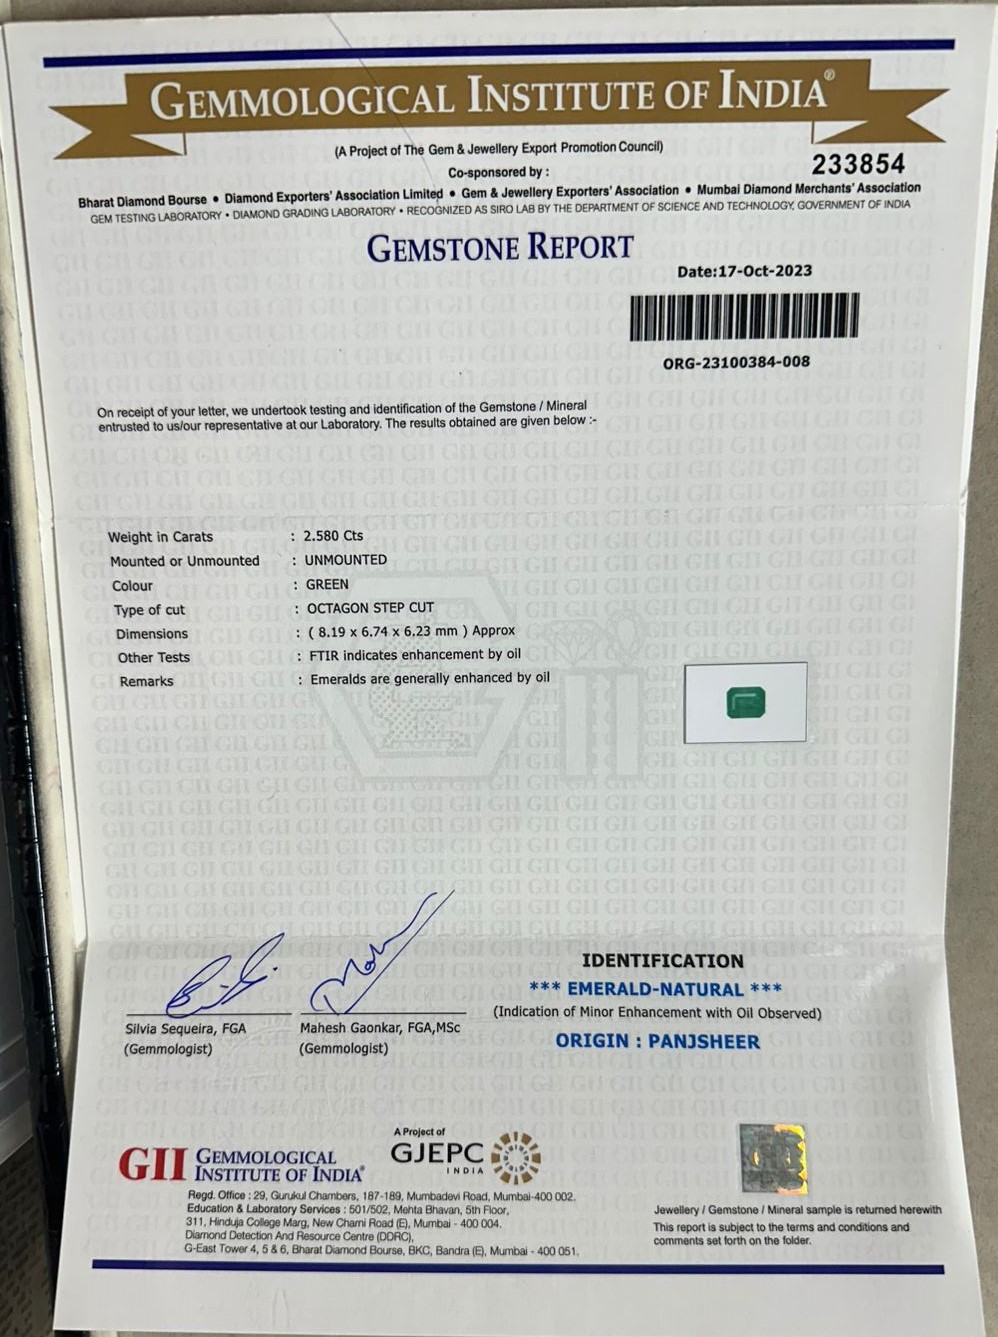 GEMMOLOGICAL INSTITUTE OF INDIA®
(A Project of The Gem & Jewellery Export Promotion Council)
Co-sponsored by :
233854
Bharat Diamond Bourse • Diamond Exporters' Association Limited • Gem & Jewellery Exporters' Association • Mumbai Diamond Merchants' Association
GEM TESTING LABORATORY • DIAMOND GRADING LABORATORY • RECOGNIZED AS SIRO LAB BY THE DEPARTMENT OF SCIENCE AND TECHNOLOGY, GOVERNMENT OF INDIA
GEMSTONE REPORT
Date:17-Oct-2023
ORG-23100384-008
On receipt of your letter, we undertook testing and identification of the Gemstone / Mineral
entrusted to us/our representative at our Laboratory. The results obtained are given below :-
Weight in Carats : 2.580 Cts
Mounted or Unmounted : UNMOUNTED
Colour : GREEN
Type of cut : OCTAGON STEP CUT
Dimensions : ( 8.19 x 6.74 x 6.23 mm ) Approx
Other Tests : FTIR indicates enhancement by oil
Remarks : Emeralds are generally enhanced by oil
IDENTIFICATION
*** EMERALD-NATURAL ***
(Indication of Minor Enhancement with Oil Observed)
ORIGIN : PANJSHEER
Silvia Sequeira, FGA
(Gemmologist)
Mahesh Gaonkar, FGA,MSc
(Gemmologist)
GII GEMMOLOGICAL
INSTITUTE OF INDIA®
A Project of
GJEPC
INDIA
Regd. Office : 29, Gurukul Chambers, 187-189, Mumbadevi Road, Mumbai-400 002.
Education & Laboratory Services : 501/502, Mehta Bhavan, 5th Floor,
311, Hinduja College Marg, New Charni Road (E), Mumbai - 400 004.
Diamond Detection And Resource Centre (DDRC),
G-East Tower 4, 5 & 6, Bharat Diamond Bourse, BKC, Bandra (E), Mumbai - 400 051.
Jewellery / Gemstone / Mineral sample is returned herewith
This report is subject to the terms and conditions and
comments set forth on the folder.